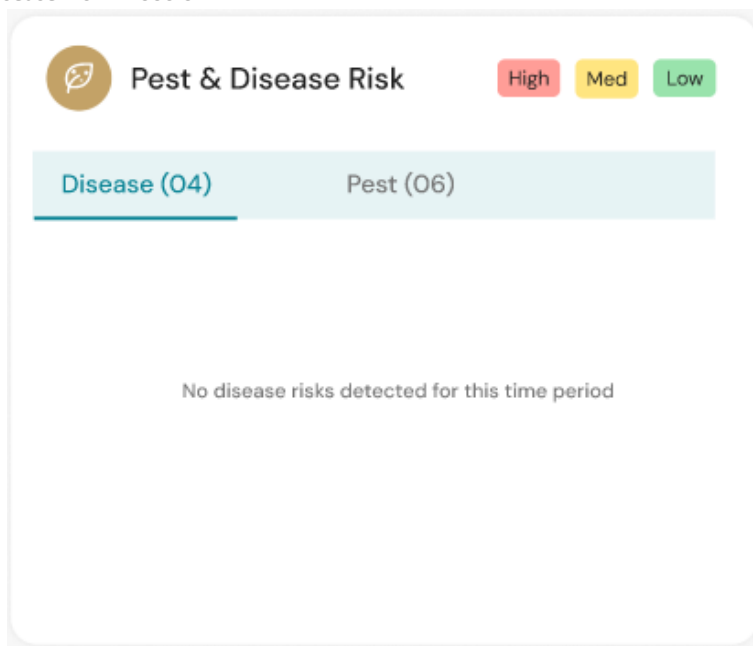 Pest & Disease Risk
High Med Low
Disease (04) Pest (06)
No disease risks detected for this time period